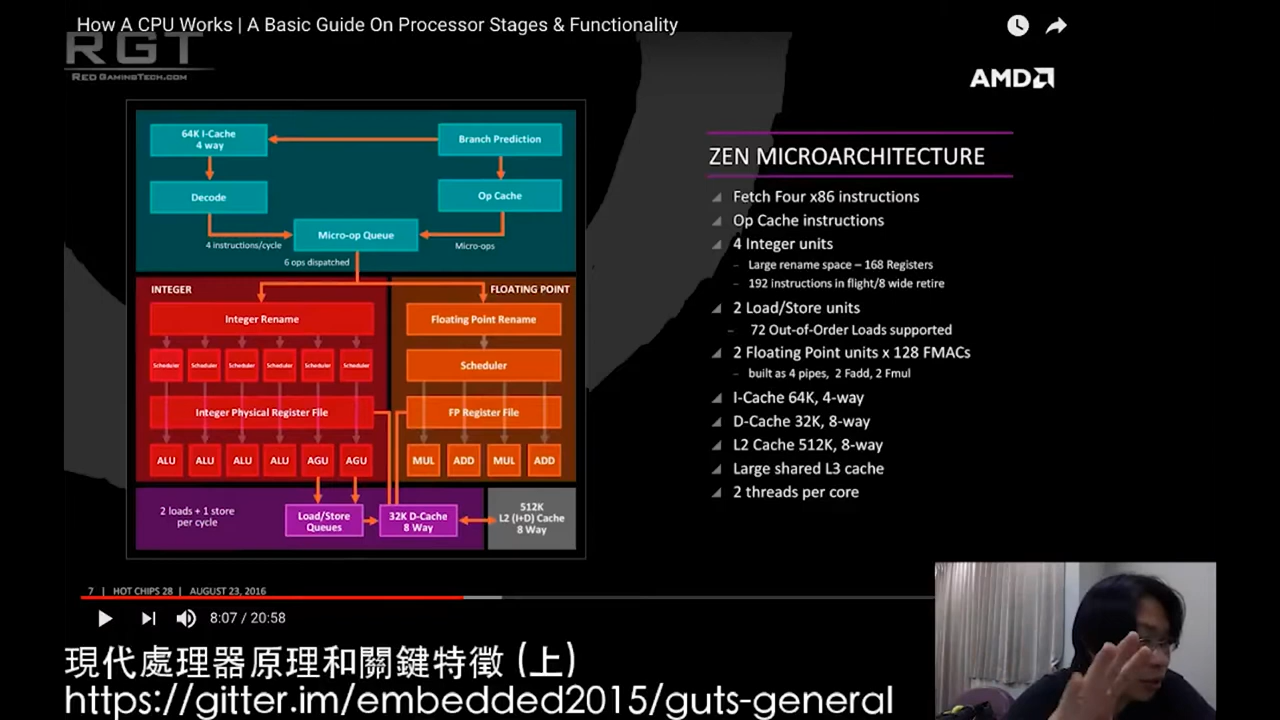 How A CPU Works | A Basic Guide On Processor Stages & Functionality
RGT
RED GAMINGTECH.COM
AMD
64K I-Cache
4 way
Branch Prediction
Decode
Op Cache
Micro-op Queue
4 instructions/cycle
Micro-ops
6 ops dispatched
INTEGER
FLOATING POINT
Integer Rename
Floating Point Rename
Scheduler Scheduler Scheduler Scheduler Scheduler Scheduler
Scheduler
Integer Physical Register File
FP Register File
ALU ALU ALU ALU AGU AGU
MUL ADD MUL ADD
2 loads + 1 store
per cycle
Load/Store
Queues
32K D-Cache
8 Way
512K
L2 (I+D) Cache
8 Way
ZEN MICROARCHITECTURE
Fetch Four x86 instructions
Op Cache instructions
4 Integer units
– Large rename space – 168 Registers
– 192 instructions in flight/8 wide retire
2 Load/Store units
– 72 Out-of-Order Loads supported
2 Floating Point units x 128 FMACs
– built as 4 pipes, 2 Fadd, 2 Fmul
I-Cache 64K, 4-way
D-Cache 32K, 8-way
L2 Cache 512K, 8-way
Large shared L3 cache
2 threads per core
7 | HOT CHIPS 28 | AUGUST 23, 2016
8:07 / 20:58
現代處理器原理和關鍵特徵 (上)
https://gitter.im/embedded2015/guts-general